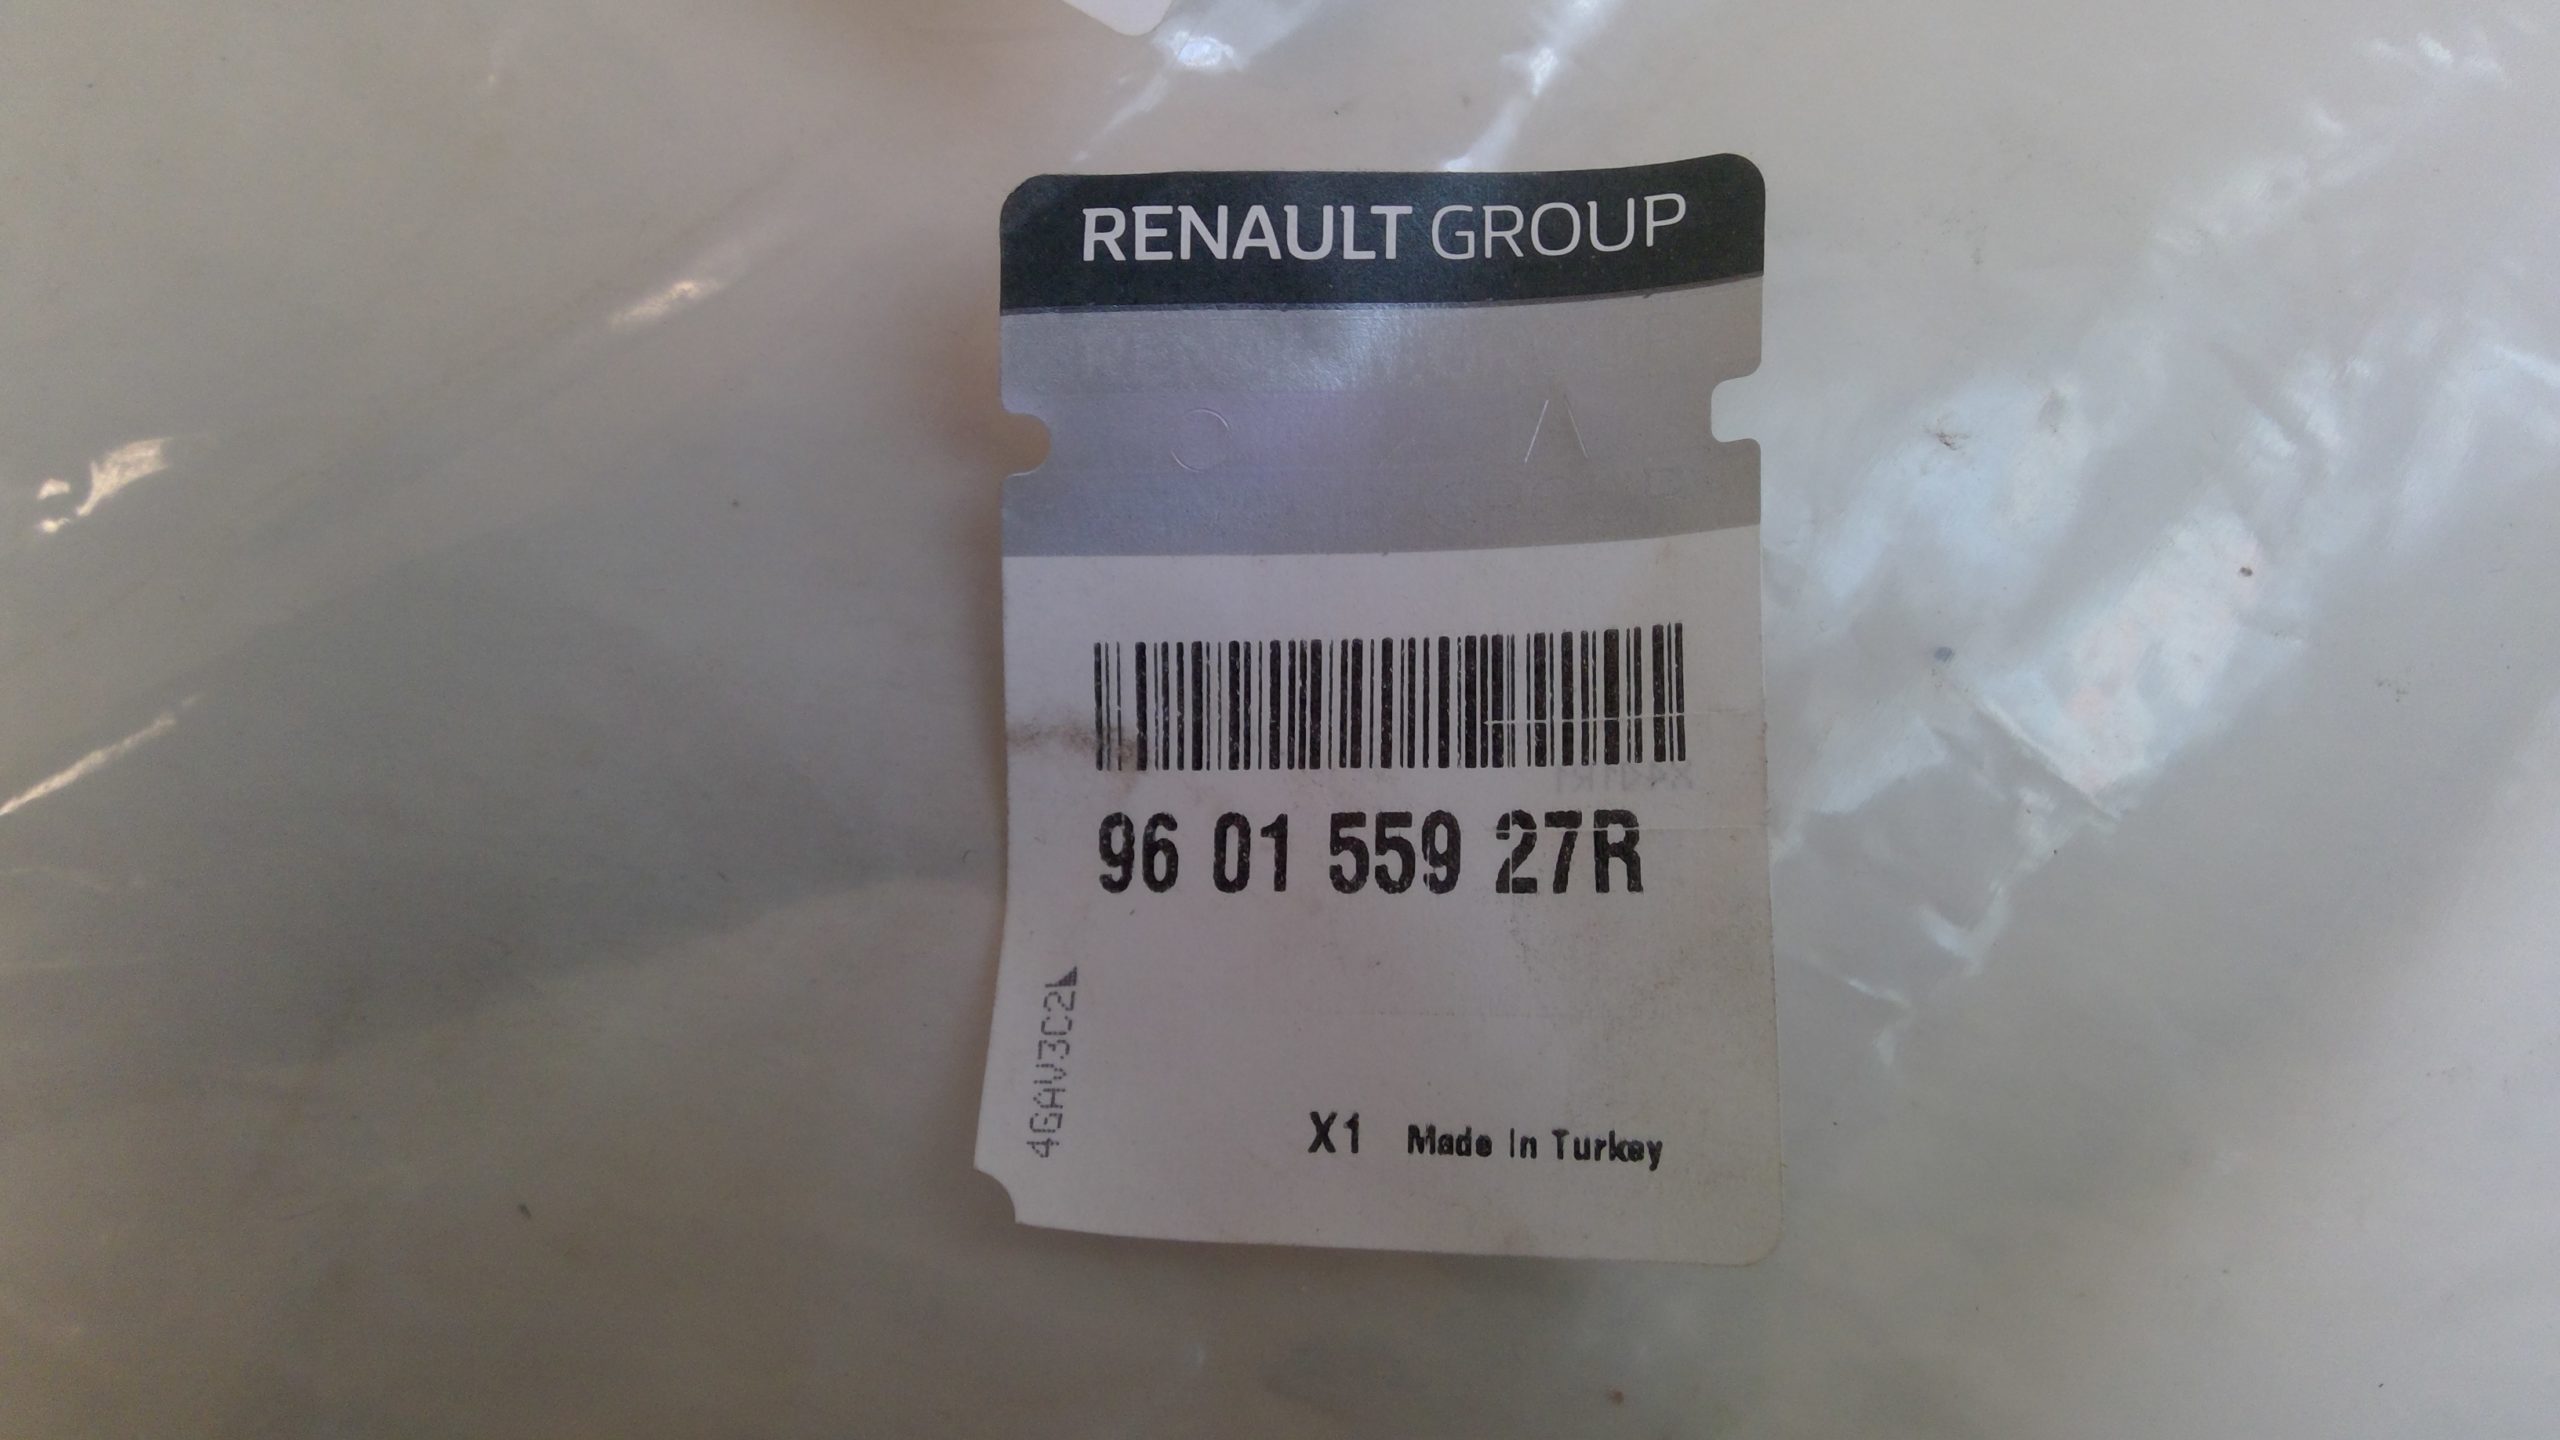 RENAULT GROUP
96 01 559 27R
4GAV3C2
X1 Made In Turkey